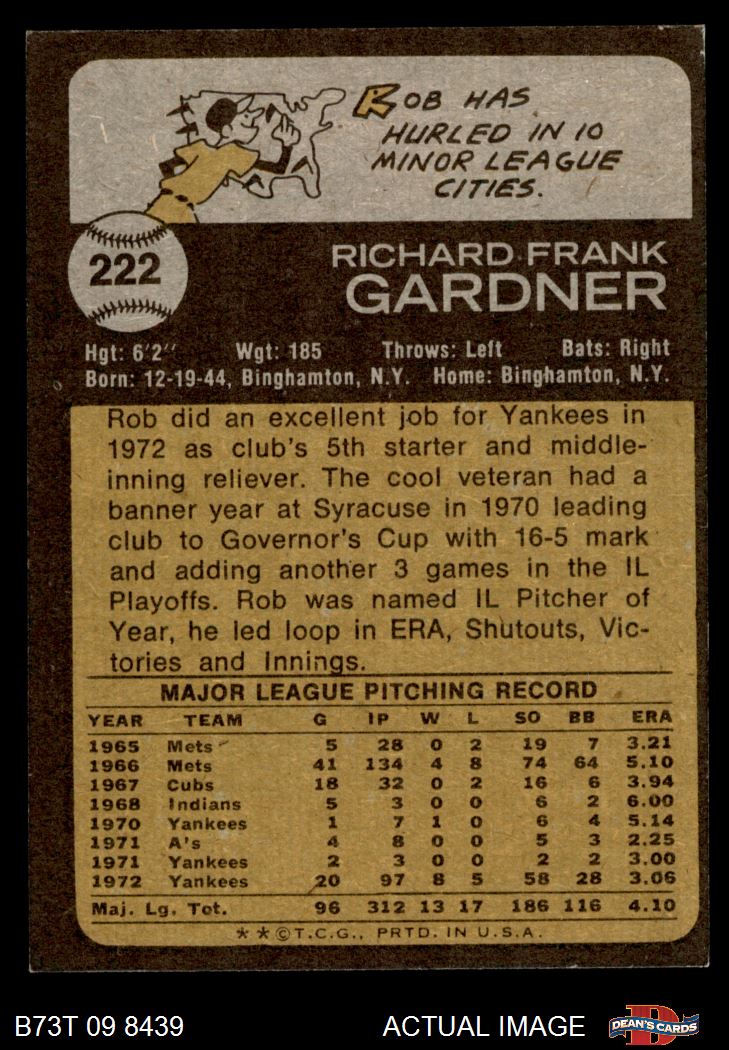 ROB HAS
HURLED IN 10
MINOR LEAGUE
CITIES.
222
RICHARD FRANK
GARDNER
Hgt: 6'2" Wgt: 185 Throws: Left Bats: Right
Born: 12-19-44, Binghamton, N.Y. Home: Binghamton, N.Y.
Rob did an excellent job for Yankees in
1972 as club's 5th starter and middle-
inning reliever. The cool veteran had a
banner year at Syracuse in 1970 leading
club to Governor's Cup with 16-5 mark
and adding another 3 games in the IL
Playoffs. Rob was named IL Pitcher of
Year, he led loop in ERA, Shutouts, Vic-
tories and Innings.
MAJOR LEAGUE PITCHING RECORD
YEAR TEAM G IP W L SO BB ERA
1965 Mets 5 28 0 2 19 7 3.21
1966 Mets 41 134 4 8 74 64 5.10
1967 Cubs 18 32 0 2 16 6 3.94
1968 Indians 5 3 0 0 6 2 6.00
1970 Yankees 1 7 1 0 6 4 5.14
1971 A's 4 8 0 0 5 3 2.25
1971 Yankees 2 3 0 0 2 2 3.00
1972 Yankees 20 97 8 5 58 28 3.06
Maj. Lg. Tot. 96 312 13 17 186 116 4.10
* * © T.C.G., PRTD. IN U.S.A.
B73T 09 8439 ACTUAL IMAGE DEAN'S CARDS